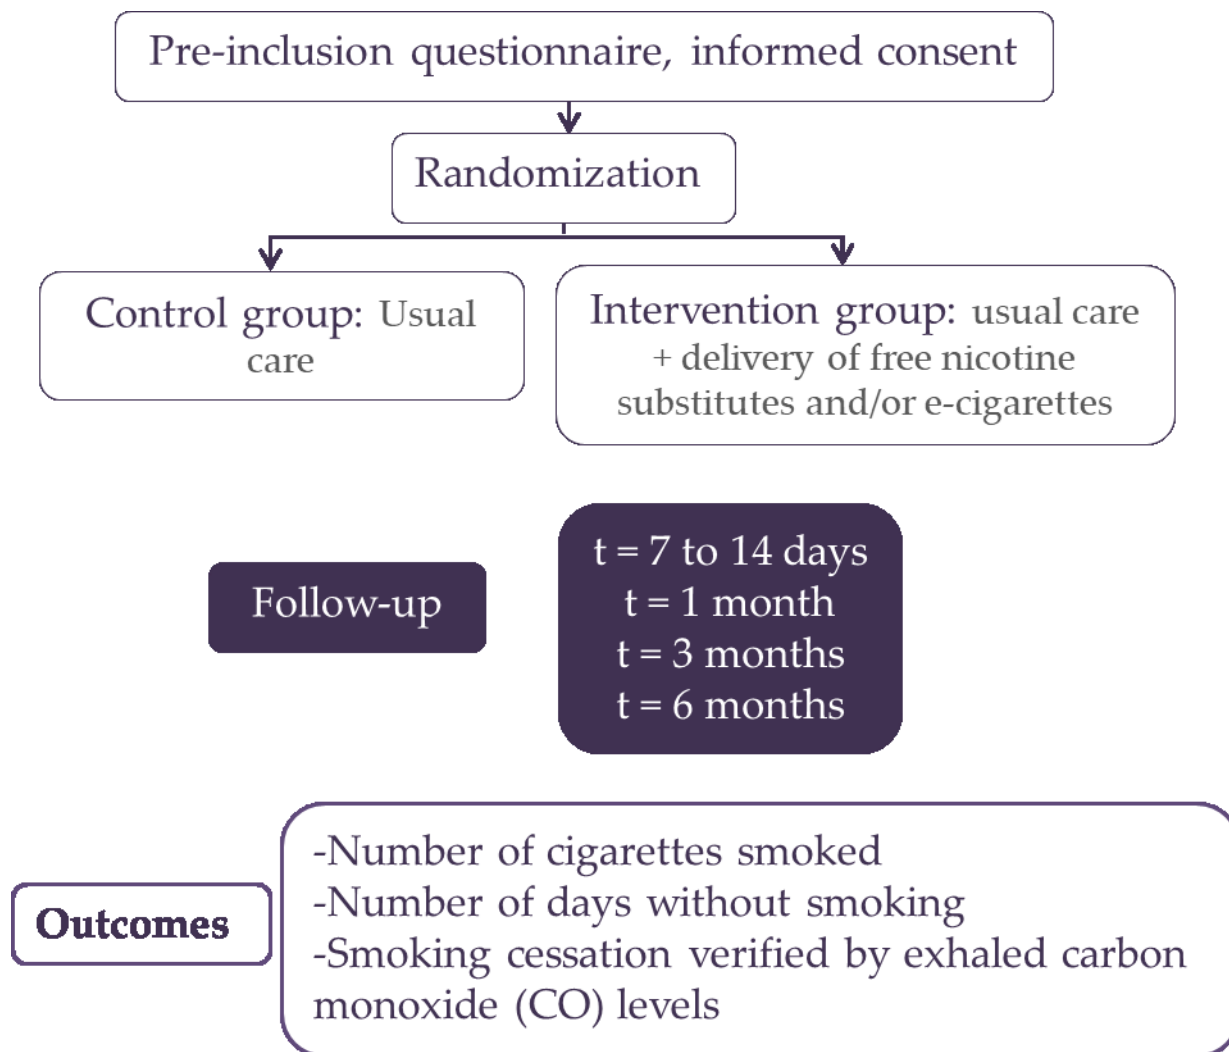 Pre-inclusion questionnaire, informed consent
Randomization
Control group: Usual
care
Intervention group: usual care
+ delivery of free nicotine
substitutes and/or e-cigarettes
Follow-up
t = 7 to 14 days
t = 1 month
t = 3 months
t = 6 months
Outcomes
-Number of cigarettes smoked
-Number of days without smoking
-Smoking cessation verified by exhaled carbon
monoxide (CO) levels